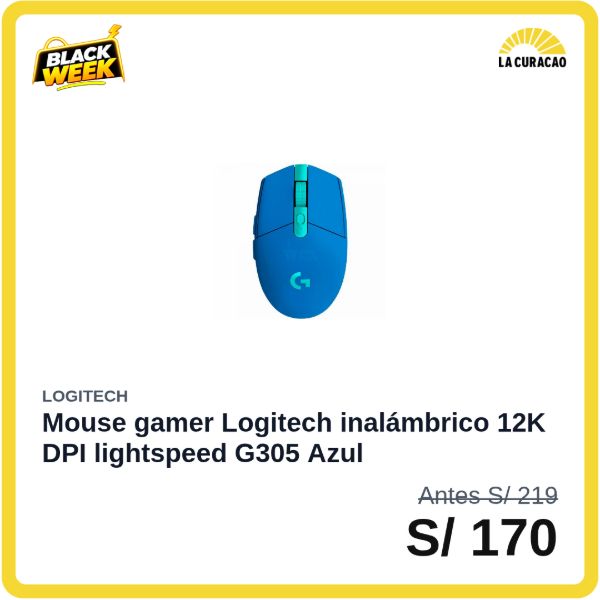 BLACK
WEEK
LA CURACAO
LOGITECH
Mouse gamer Logitech inalámbrico 12K
DPI lightspeed G305 Azul
Antes S/ 219
S/ 170